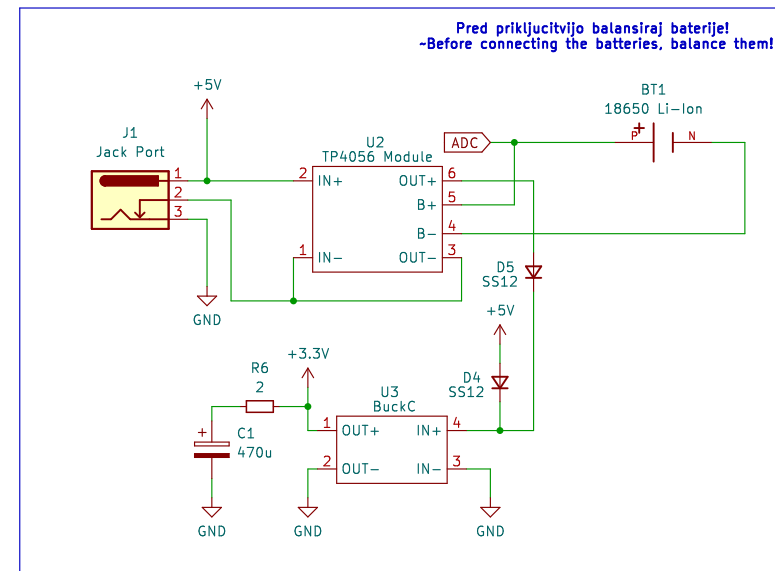 Pred prikljucitvijo balansiraj baterije!
~Before connecting the batteries, balance them!
+5V
J1
Jack Port
1
2
3
GND
U2
TP4056 Module
2 IN+
1 IN-
OUT+ 6
B+ 5
B- 4
OUT- 3
ADC
BT1
18650 Li-Ion
P + N
D5
SS12
+5V
D4
SS12
+3.3V
R6
2
+ C1
470u
GND
U3
BuckC
1 OUT+ IN+ 4
2 OUT- IN- 3
GND
GND